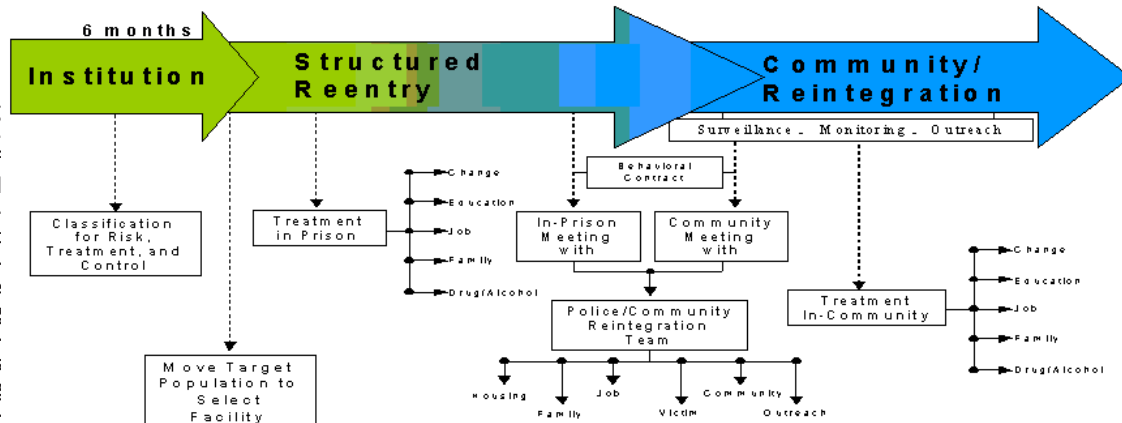 6 months
Institution
Structured
Reentry
Community/
Reintegration
Surveillance - Monitoring - Outreach
Behavioral
Contract
Classification
for Risk,
Treatment, and
Control
Treatment
in Prison
Change
Education
Job
Family
Drug/Alcohol
In-Prison
Meeting
with
Community
Meeting
with
Police/Community
Reintegration
Team
Housing
Family
Job
Victim
Community
Outreach
Treatment
In-Community
Change
Education
Job
Family
Drug/Alcohol
Move Target
Population to
Select
Facility